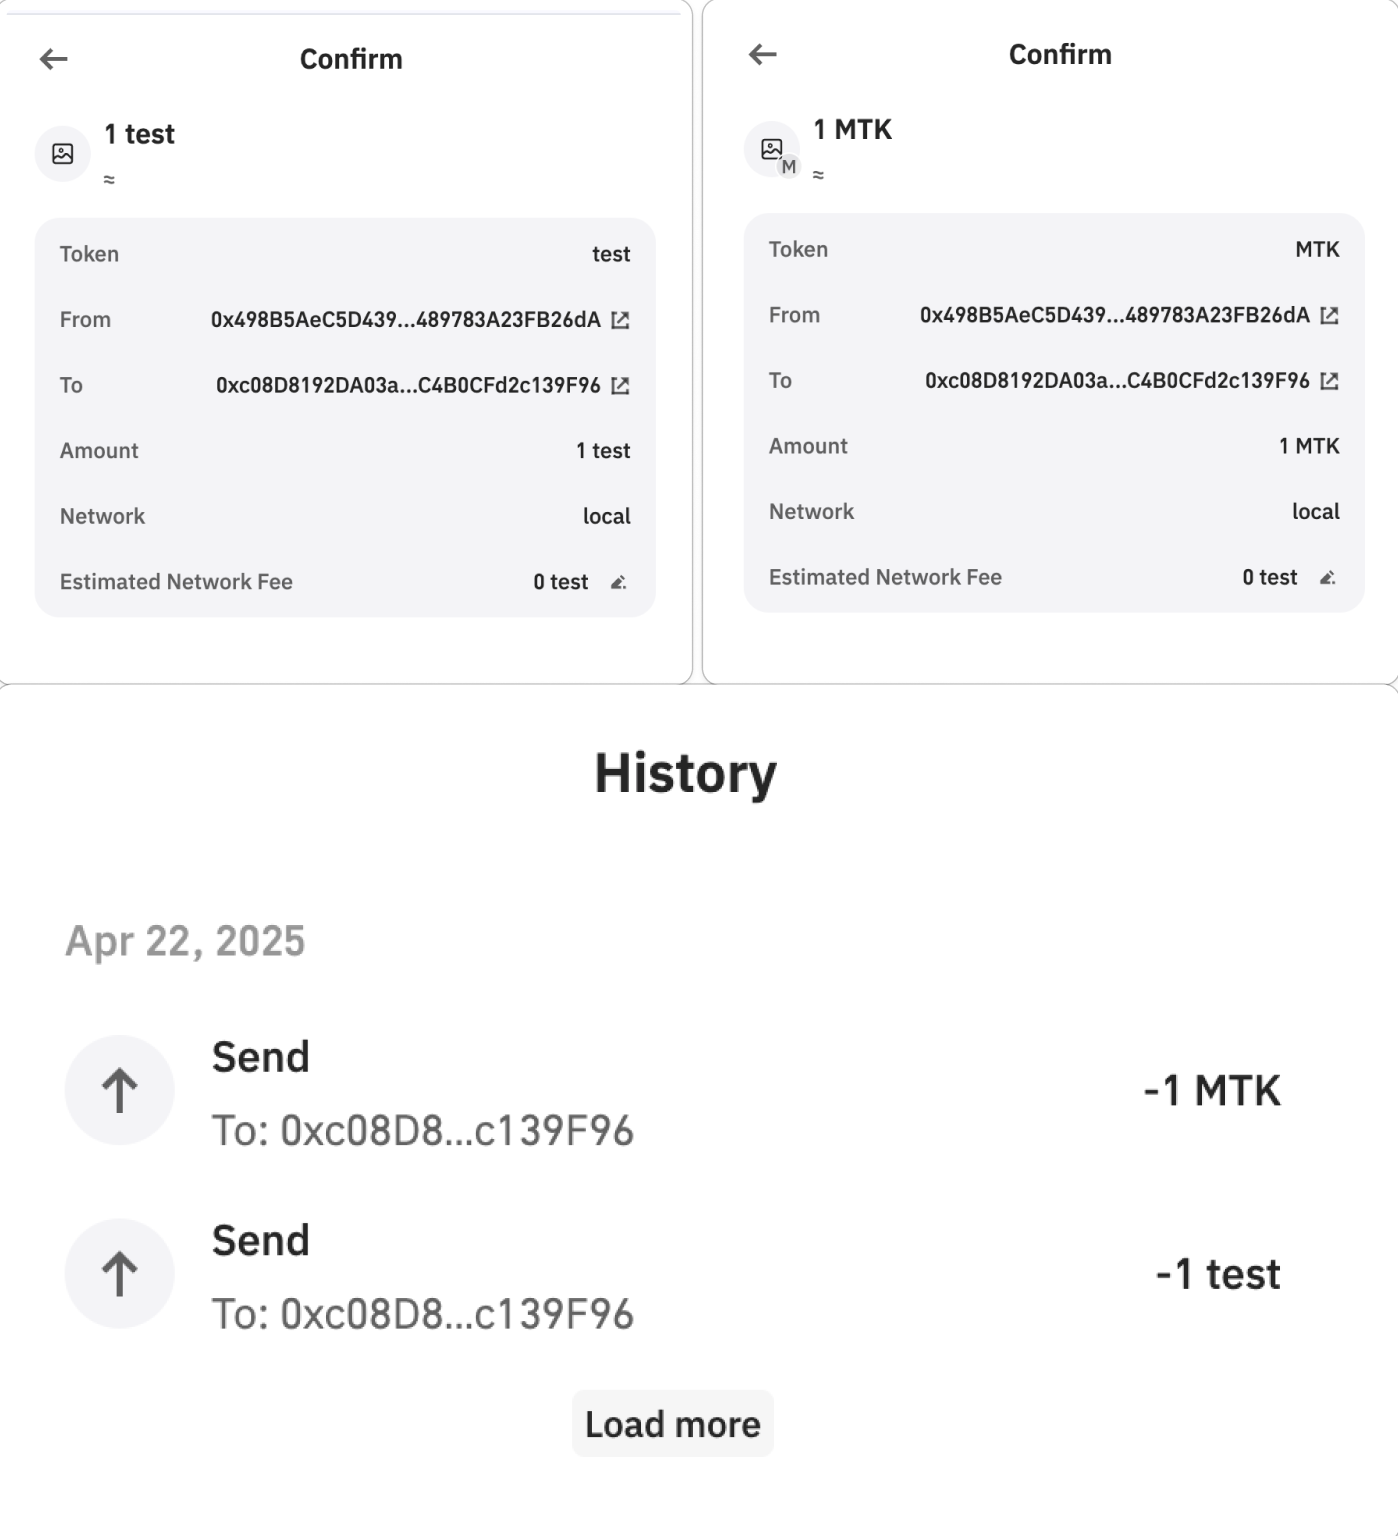 Confirm
1 test
≈
Token test
From 0x498B5AeC5D439...489783A23FB26dA
To 0xc08D8192DA03a...C4B0CFd2c139F96
Amount 1 test
Network local
Estimated Network Fee 0 test
Confirm
1 MTK
M
≈
Token MTK
From 0x498B5AeC5D439...489783A23FB26dA
To 0xc08D8192DA03a...C4B0CFd2c139F96
Amount 1 MTK
Network local
Estimated Network Fee 0 test
History
Apr 22, 2025
Send
To: 0xc08D8...c139F96
-1 MTK
Send
To: 0xc08D8...c139F96
-1 test
Load more